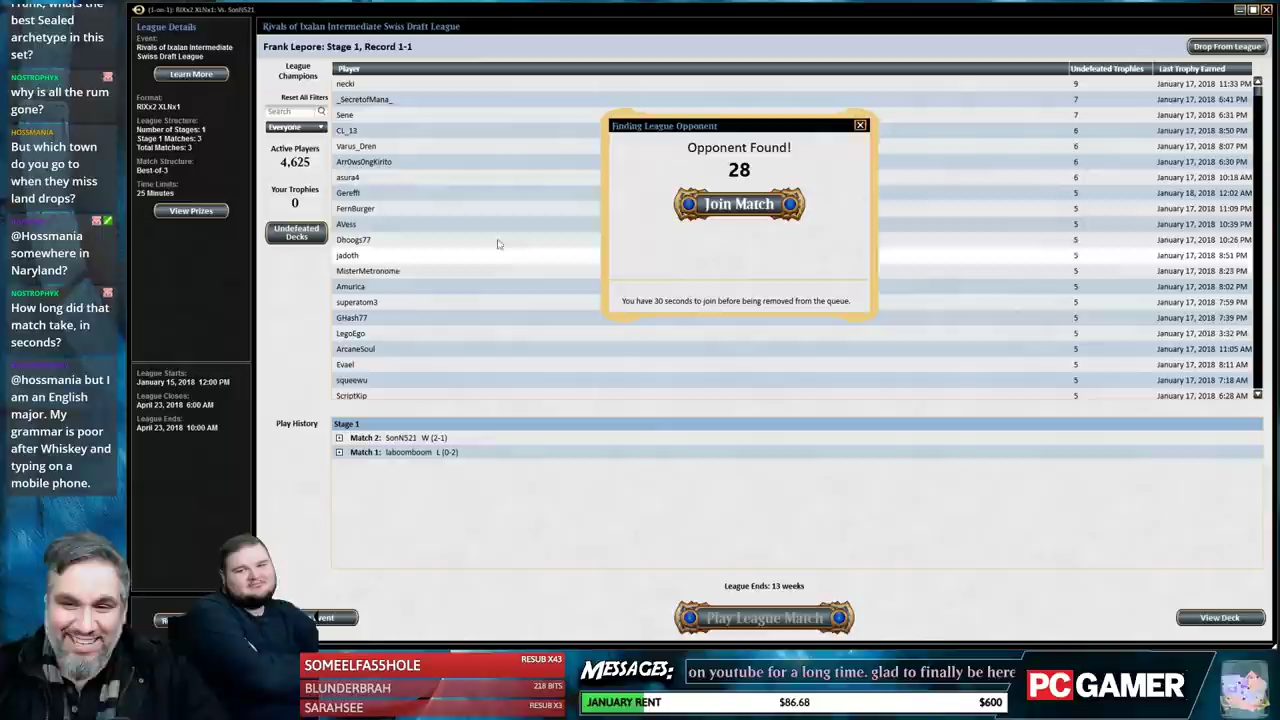 Frank, whats the
best Sealed
archetype in this
set?
NOSTROPHYX
why is all the rum
gone?
HOSSMANIA
But which town
do you go to
when they miss
land drops?
@Hossmania
somewhere in
Naryland?
NOSTROPHYX
How long did that
match take, in
seconds?
@hossmania but I
am an English
major. My
grammar is poor
after Whiskey and
typing on a
mobile phone.
(1-on-1): RIXx2 XLNx1: Vs. SonN521
League Details
Event:
Rivals of Ixalan Intermediate
Swiss Draft League
Learn More
Format:
RIXx2 XLNx1
League Structure:
Number of Stages: 1
Stage 1 Matches: 3
Total Matches: 3
Match Structure:
Best-of-3
Time Limits:
25 Minutes
View Prizes
League Starts:
January 15, 2018 12:00 PM
League Closes:
April 23, 2018 6:00 AM
League Ends:
April 23, 2018 10:00 AM
Rivals of Ixalan Intermediate Swiss Draft League
Frank Lepore: Stage 1, Record 1-1
Drop From League
League
Champions
Reset All Filters
Search
Everyone
Active Players
4,625
Your Trophies
0
Undefeated
Decks
Player Undefeated Trophies Last Trophy Earned
necki 9 January 17, 2018 11:33 PM
_SecretofMana_ 7 January 17, 2018 6:41 PM
Sene 7 January 17, 2018 6:31 PM
CL_13 6 January 17, 2018 8:50 PM
Varus_Dren 6 January 17, 2018 8:07 PM
Arr0ws0ngKirito 6 January 17, 2018 6:30 PM
asura4 6 January 17, 2018 10:18 AM
Gereffi 5 January 18, 2018 12:02 AM
FernBurger 5 January 17, 2018 11:09 PM
AVess 5 January 17, 2018 10:39 PM
Dhoogs77 5 January 17, 2018 10:26 PM
jadoth 5 January 17, 2018 8:51 PM
MisterMetronome 5 January 17, 2018 8:23 PM
Amurica 5 January 17, 2018 8:02 PM
superatom3 5 January 17, 2018 7:59 PM
GHash77 5 January 17, 2018 7:39 PM
LegoEgo 5 January 17, 2018 3:32 PM
ArcaneSoul 5 January 17, 2018 11:05 AM
Evael 5 January 17, 2018 8:11 AM
squeewu 5 January 17, 2018 7:18 AM
ScriptKip 5 January 17, 2018 6:28 AM
Finding League Opponent
Opponent Found!
28
Join Match
You have 30 seconds to join before being removed from the queue.
Play History
Stage 1
Match 2: SonN521 W (2-1)
Match 1: laboomboom L (0-2)
League Ends: 13 weeks
Play League Match
View Deck
SOMEELFA55HOLE RESUB X43
BLUNDERBRAH 218 BITS
SARAHSEE RESUB X3
MESSAGES:
on youtube for a long time. glad to finally be here
JANUARY RENT $86.68 $600
PC GAMER